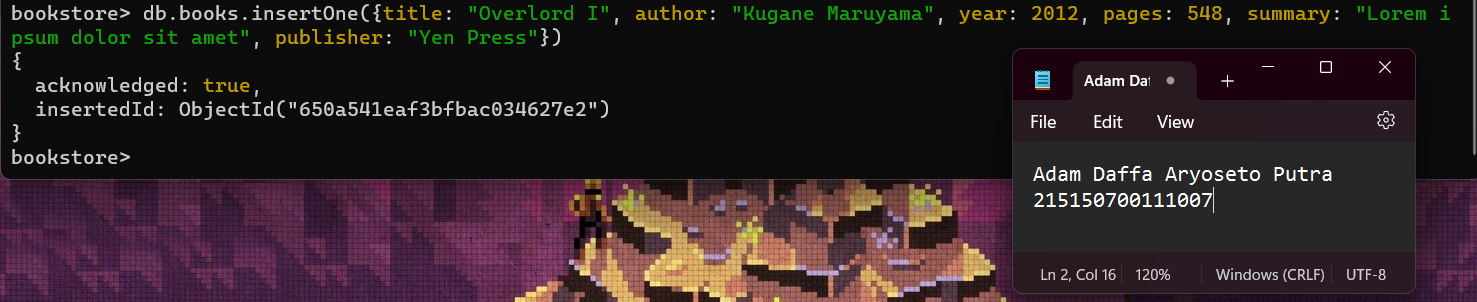 bookstore> db.books.insertOne({title: "Overlord I", author: "Kugane Maruyama", year: 2012, pages: 548, summary: "Lorem i
psum dolor sit amet", publisher: "Yen Press"})
{
  acknowledged: true,
  insertedId: ObjectId("650a541eaf3bfbac034627e2")
}
bookstore>
Adam Daf
File Edit View
Adam Daffa Aryoseto Putra
215150700111007
Ln 2, Col 16 120% Windows (CRLF) UTF-8